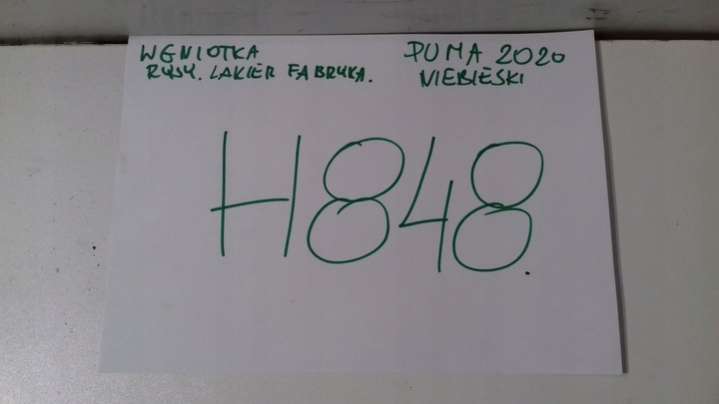 WGNIOTKA
RYSY. LAKIER FABRYKA.
PUMA 2020
NIEBIESKI
H848.